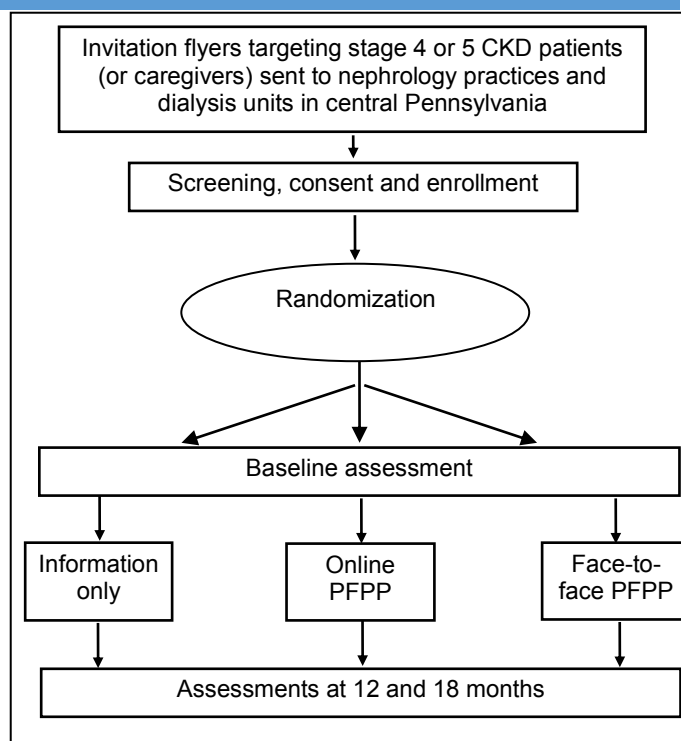 Invitation flyers targeting stage 4 or 5 CKD patients
(or caregivers) sent to nephrology practices and
dialysis units in central Pennsylvania
Screening, consent and enrollment
Randomization
Baseline assessment
Information
only
Online
PFPP
Face-to-
face PFPP
Assessments at 12 and 18 months